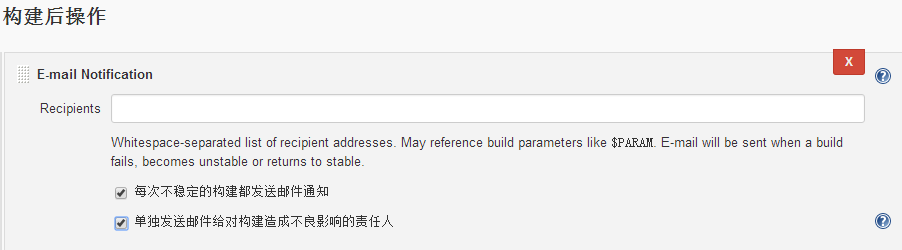 构建后操作
X
E-mail Notification
?
Recipients
Whitespace-separated list of recipient addresses. May reference build parameters like $PARAM. E-mail will be sent when a build
fails, becomes unstable or returns to stable.
每次不稳定的构建都发送邮件通知
单独发送邮件给对构建造成不良影响的责任人
?